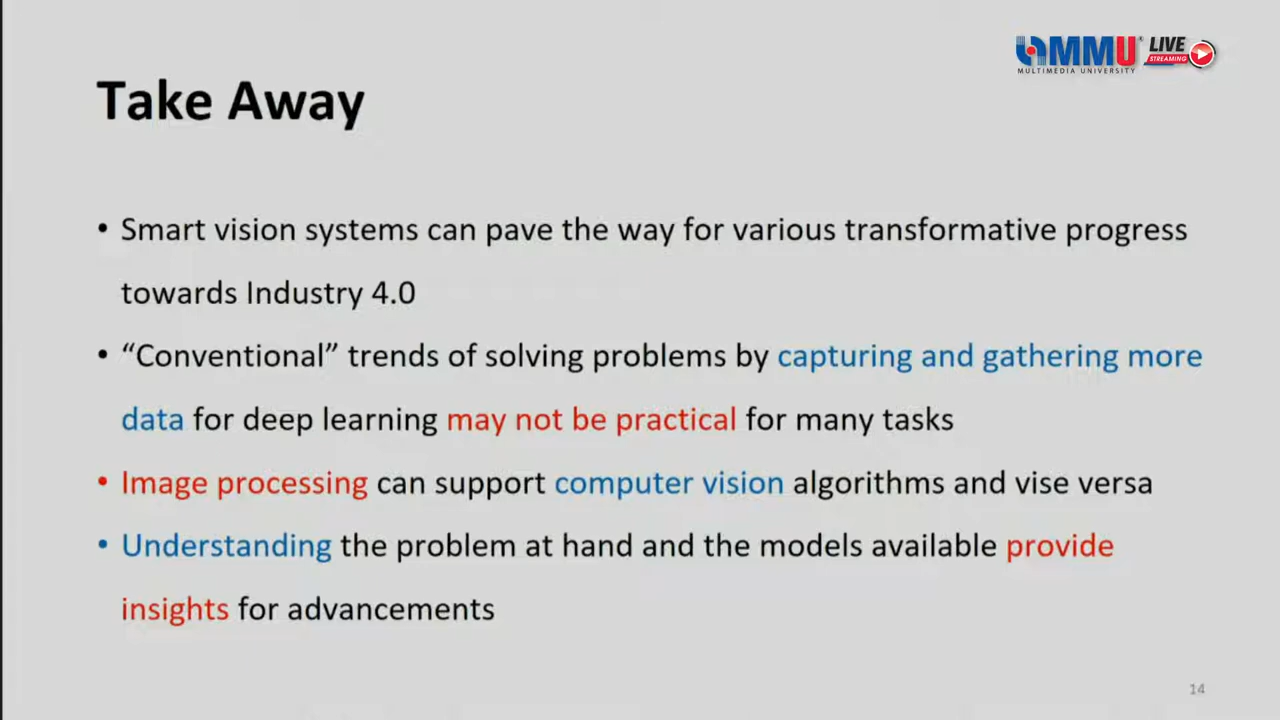 MMU LIVE
STREAMING
MULTIMEDIA UNIVERSITY
Take Away
• Smart vision systems can pave the way for various transformative progress
towards Industry 4.0
• “Conventional” trends of solving problems by capturing and gathering more
data for deep learning may not be practical for many tasks
• Image processing can support computer vision algorithms and vise versa
• Understanding the problem at hand and the models available provide
insights for advancements
14